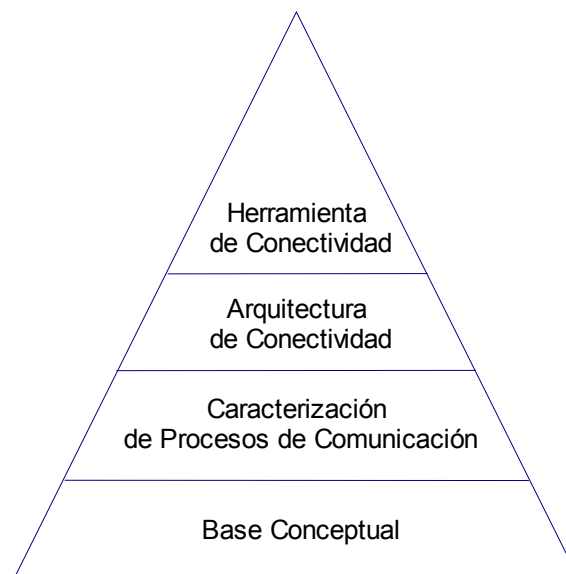 Herramienta
de Conectividad
Arquitectura
de Conectividad
Caracterización
de Procesos de Comunicación
Base Conceptual